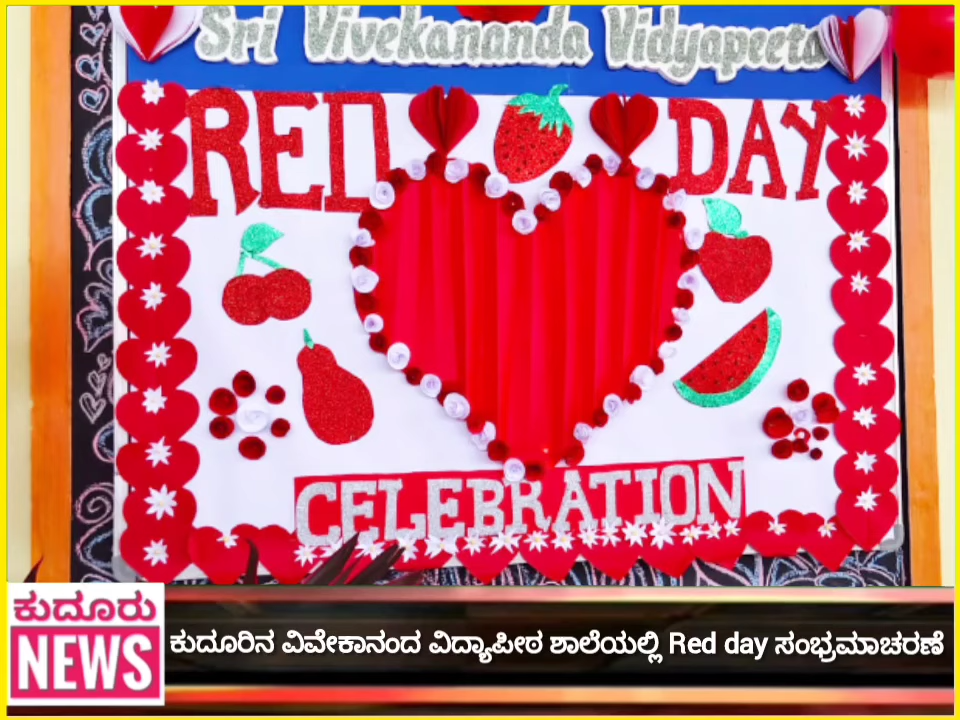 Sri Vivekananda Vidyapeeta
RED DAY
CELEBRATION
ಕುದೂರು
NEWS
ಕುದೂರಿನ ವಿವೇಕಾನಂದ ವಿದ್ಯಾಪೀಠ ಶಾಲೆಯಲ್ಲಿ Red day ಸಂಭ್ರಮಾಚರಣೆ